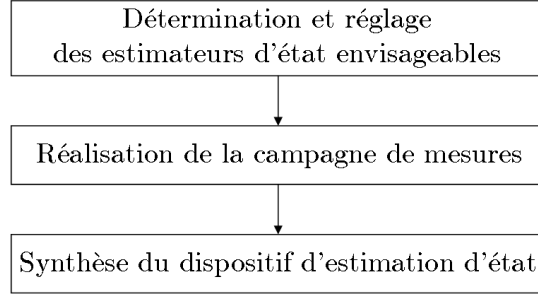 Détermination et réglage
des estimateurs d'état envisageables
Réalisation de la campagne de mesures
Synthèse du dispositif d'estimation d'état